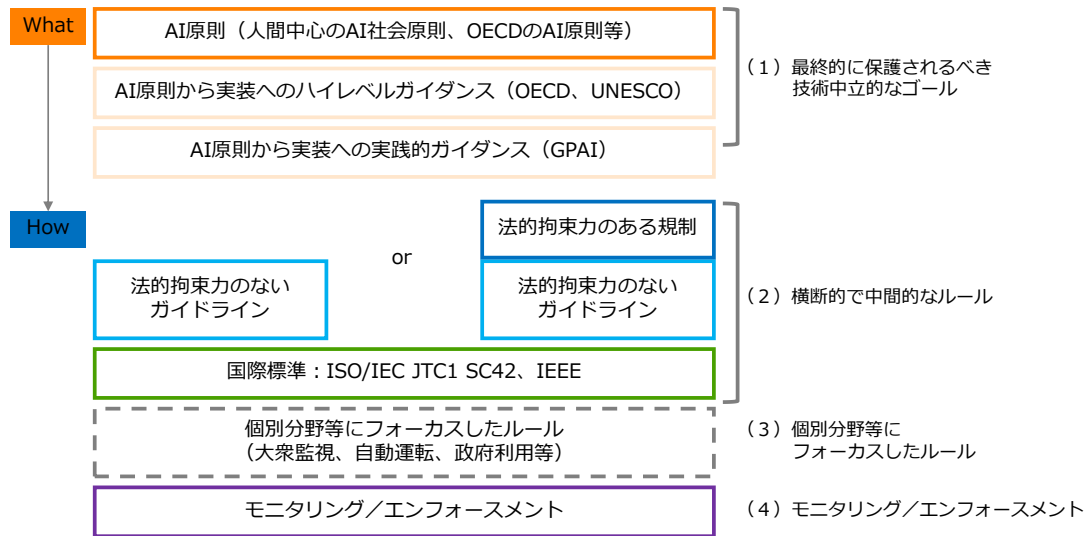 What
AI原則（人間中心のAI社会原則、OECDのAI原則等）
AI原則から実装へのハイレベルガイダンス（OECD、UNESCO）
AI原則から実装への実践的ガイダンス（GPAI）
（１）最終的に保護されるべき
技術中立的なゴール
How
法的拘束力のある規制
or
法的拘束力のない
ガイドライン
法的拘束力のない
ガイドライン
国際標準：ISO/IEC JTC1 SC42、IEEE
（２）横断的で中間的なルール
個別分野等にフォーカスしたルール
（大衆監視、自動運転、政府利用等）
（３）個別分野等に
フォーカスしたルール
モニタリング／エンフォースメント
（４）モニタリング／エンフォースメント